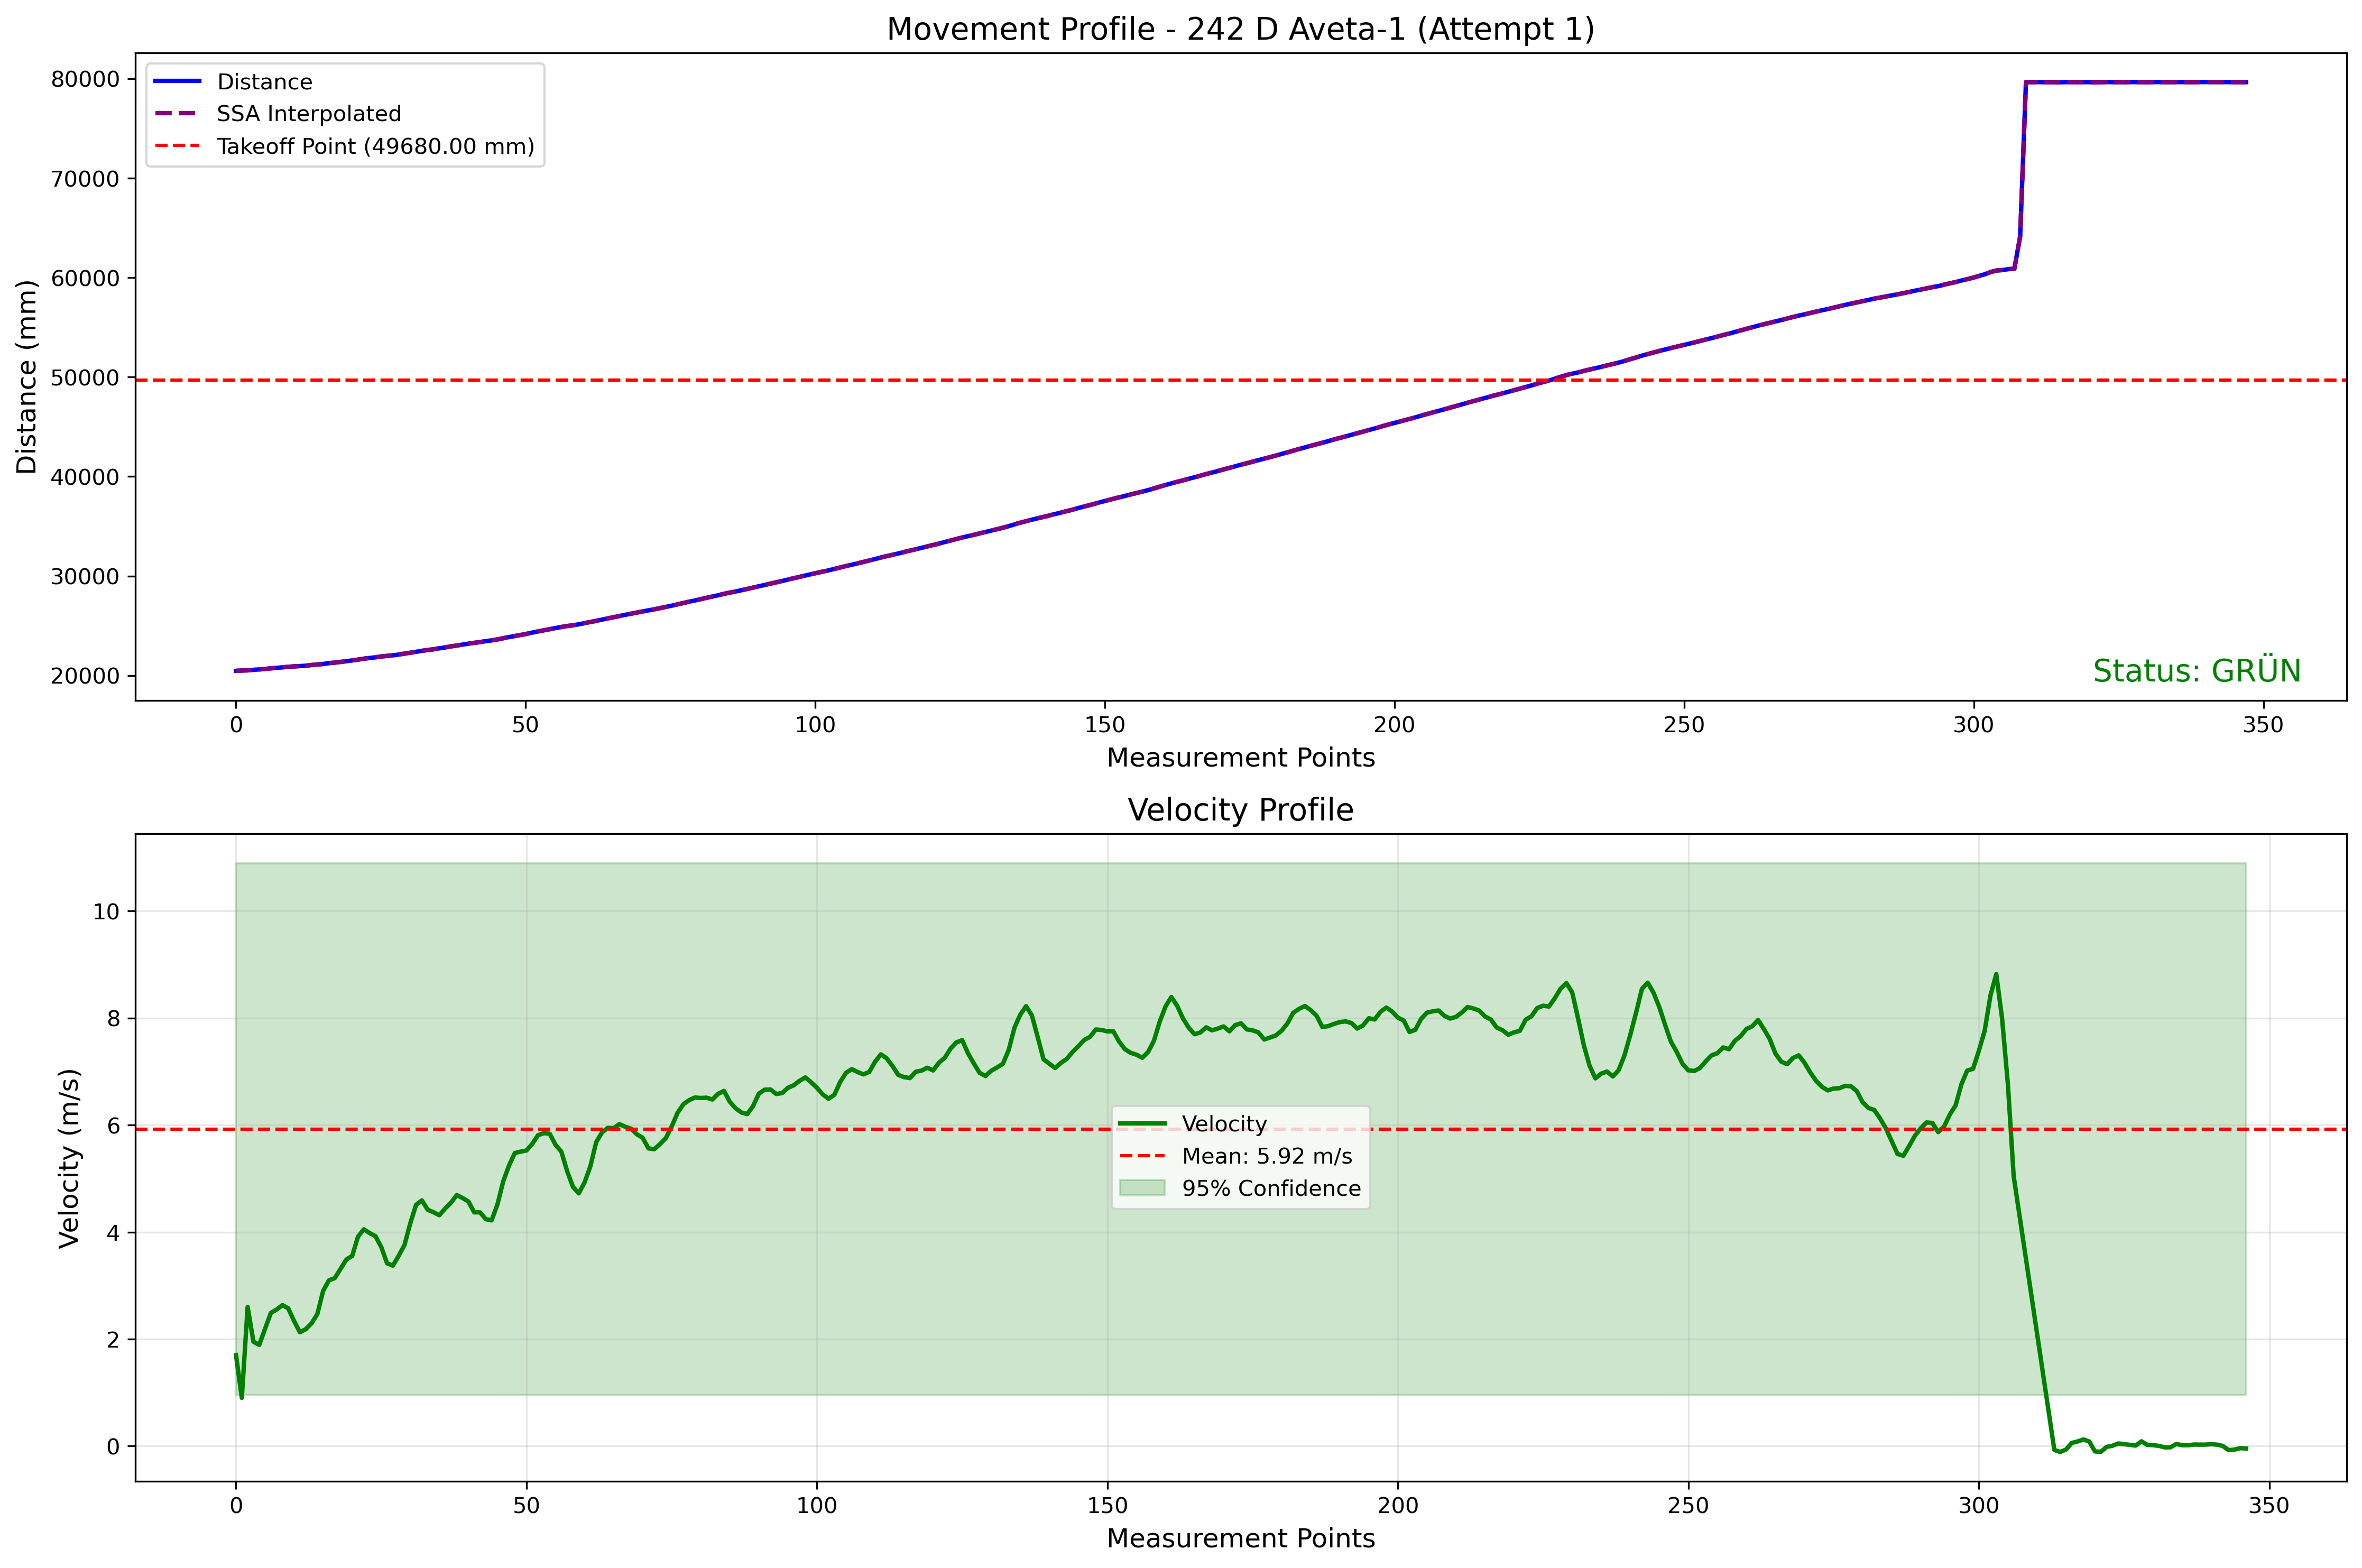 Movement Profile - 242 D Aveta-1 (Attempt 1)
Distance
SSA Interpolated
Takeoff Point (49680.00 mm)
Distance (mm)
80000
70000
60000
50000
40000
30000
20000
Status: GRÜN
0 50 100 150 200 250 300 350
Measurement Points
Velocity Profile
Velocity (m/s)
10
8
6
4
2
0
Velocity
Mean: 5.92 m/s
95% Confidence
0 50 100 150 200 250 300 350
Measurement Points